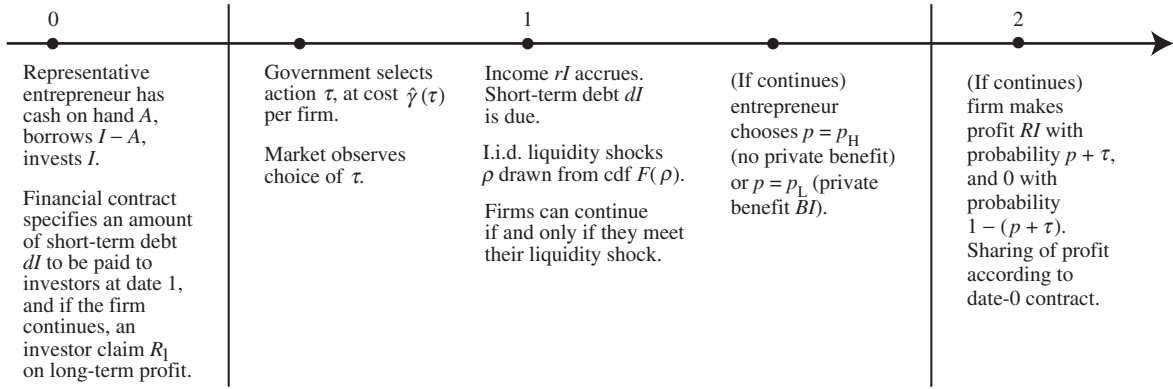 0
1
2
Representative
entrepreneur has
cash on hand A,
borrows I – A,
invests I.
Financial contract
specifies an amount
of short-term debt
dI to be paid to
investors at date 1,
and if the firm
continues, an
investor claim R_l
on long-term profit.
Government selects
action τ, at cost γ̂(τ)
per firm.
Market observes
choice of τ.
Income rI accrues.
Short-term debt dI
is due.
I.i.d. liquidity shocks
ρ drawn from cdf F(ρ).
Firms can continue
if and only if they meet
their liquidity shock.
(If continues)
entrepreneur
chooses p = p_H
(no private benefit)
or p = p_L (private
benefit BI).
(If continues)
firm makes
profit RI with
probability p + τ,
and 0 with
probability
1 – (p + τ).
Sharing of profit
according to
date-0 contract.